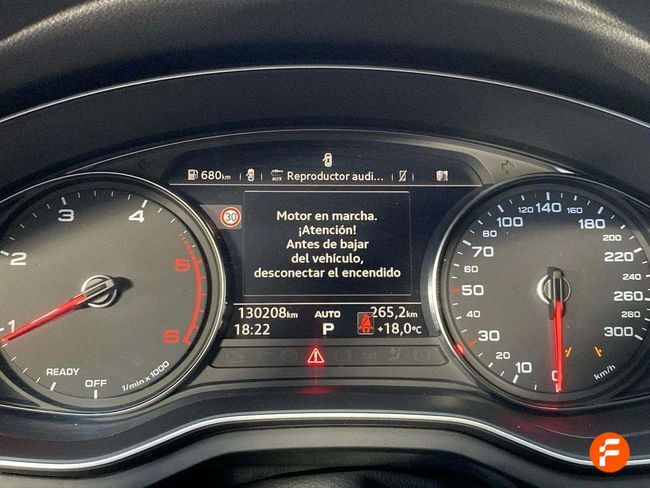 680km
AUX
Reproductor audi...
30
Motor en marcha.
¡Atención!
Antes de bajar
del vehículo,
desconectar el encendido
130208km
AUTO
265,2km
18:22
P
+18,0°C
1
2
3
4
5
6
READY
OFF
1/min x 1000
0
10
20
30
40
50
60
70
80
90
100
120
140
160
180
200
220
260
280
300
km/h